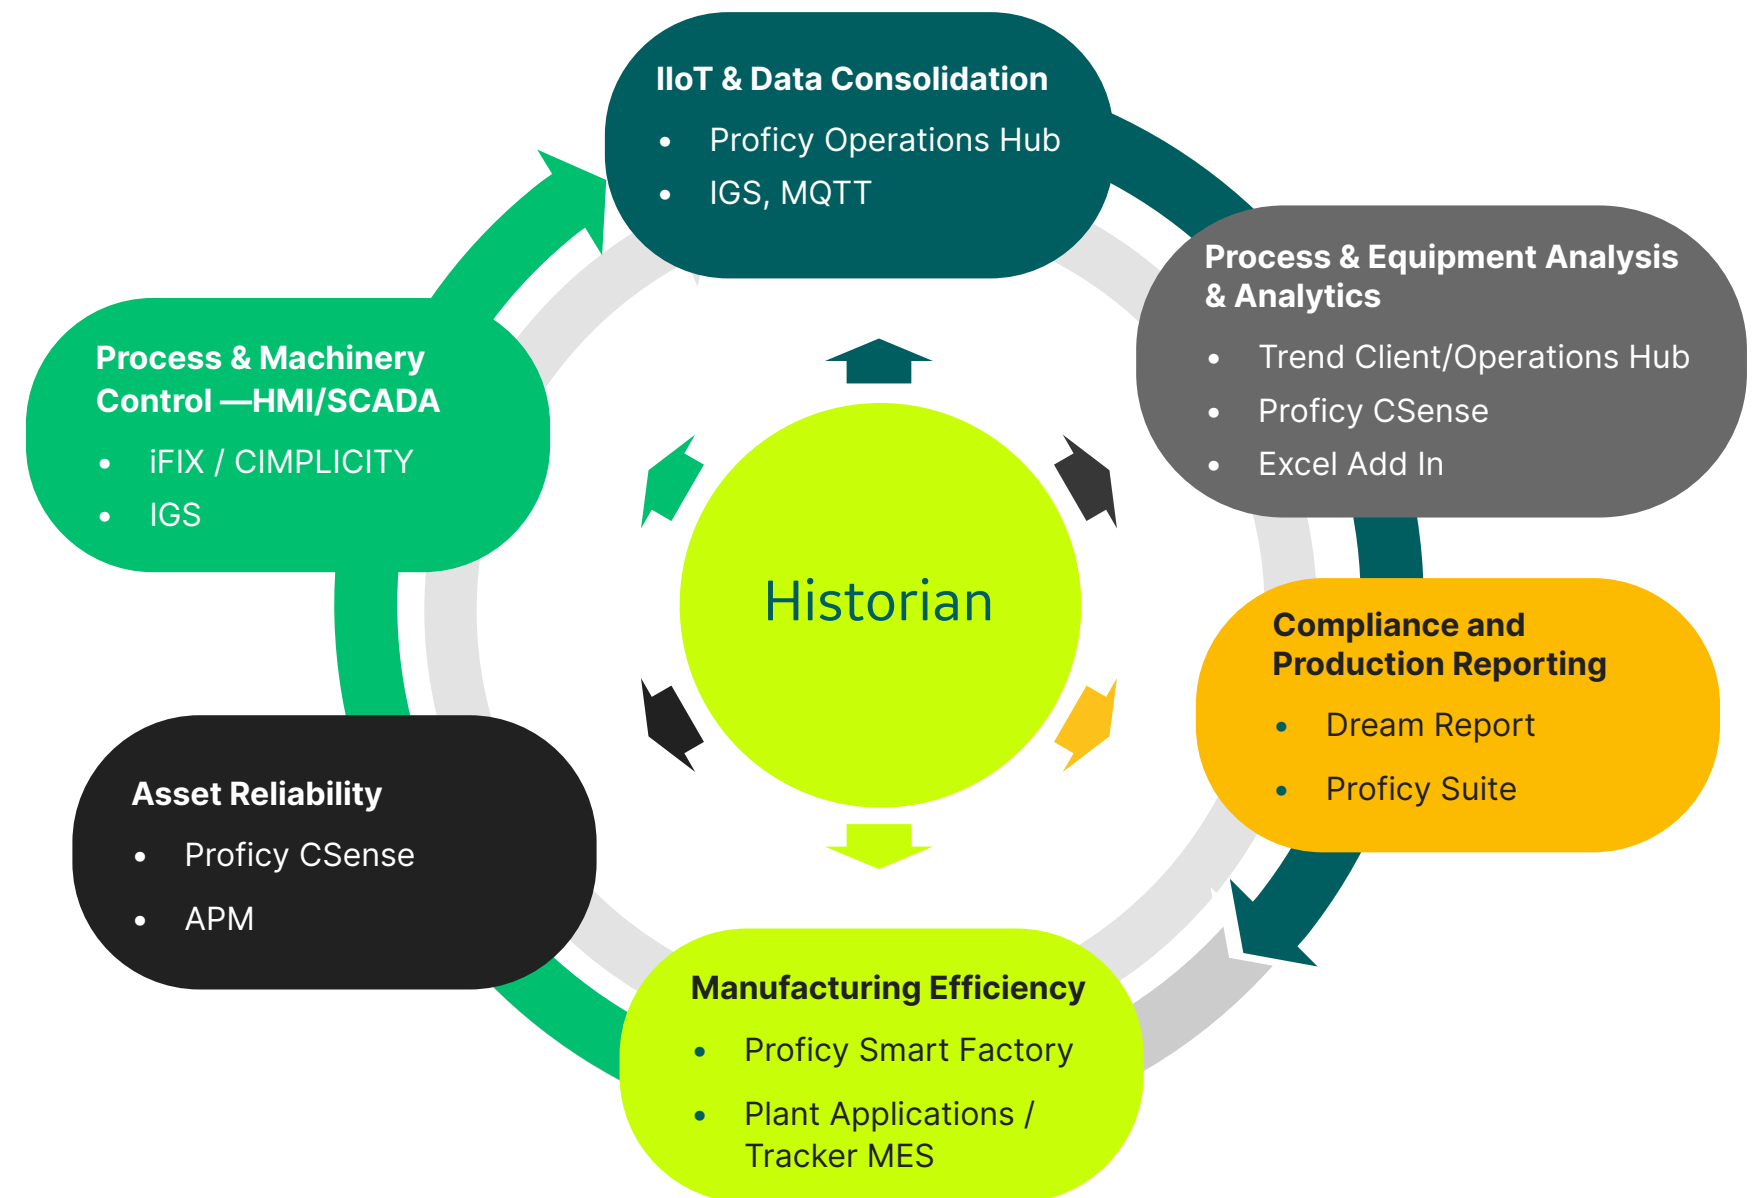 IIoT & Data Consolidation
• Proficy Operations Hub
• IGS, MQTT
Process & Equipment Analysis
& Analytics
• Trend Client/Operations Hub
• Proficy CSense
• Excel Add In
Process & Machinery
Control —HMI/SCADA
• iFIX / CIMPLICITY
• IGS
Historian
Compliance and
Production Reporting
• Dream Report
• Proficy Suite
Asset Reliability
• Proficy CSense
• APM
Manufacturing Efficiency
• Proficy Smart Factory
• Plant Applications /
Tracker MES